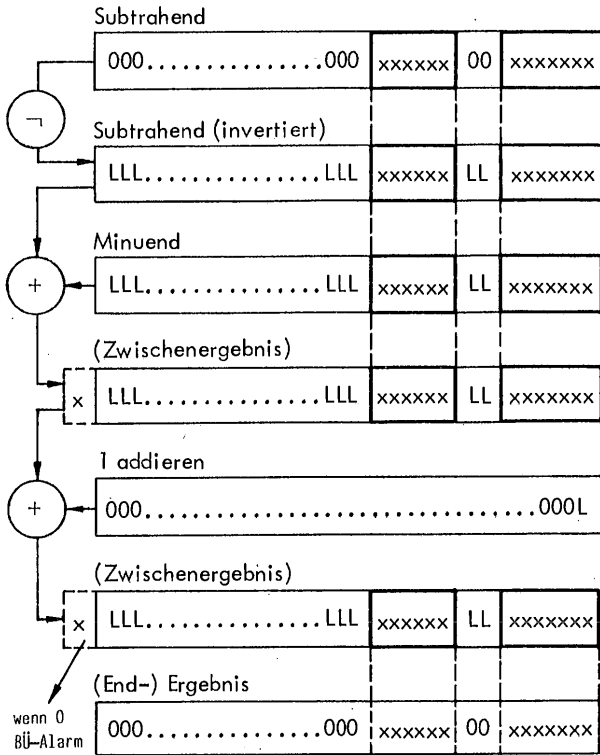 Subtrahend
000...............000 xxxxxx 00 xxxxxxx
¬
Subtrahend (invertiert)
LLL...............LLL xxxxxx LL xxxxxxx
Minuend
+ LLL...............LLL xxxxxx LL xxxxxxx
(Zwischenergebnis)
x LLL...............LLL xxxxxx LL xxxxxxx
1 addieren
+ 000.................................000L
(Zwischenergebnis)
x LLL...............LLL xxxxxx LL xxxxxxx
(End-) Ergebnis
wenn 0
BÜ-Alarm
000...............000 xxxxxx 00 xxxxxxx